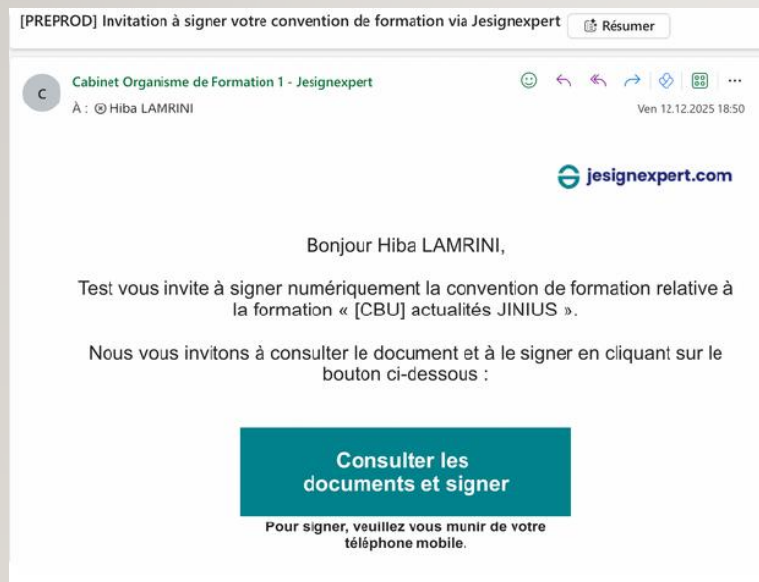 [PREPROD] Invitation à signer votre convention de formation via Jesignexpert
Résumer
C
Cabinet Organisme de Formation 1 - Jesignexpert
À : Hiba LAMRINI
Ven 12.12.2025 18:50
jesignexpert.com
Bonjour Hiba LAMRINI,
Test vous invite à signer numériquement la convention de formation relative à
la formation « [CBU] actualités JINIUS ».
Nous vous invitons à consulter le document et à le signer en cliquant sur le
bouton ci-dessous :
Consulter les
documents et signer
Pour signer, veuillez vous munir de votre
téléphone mobile.